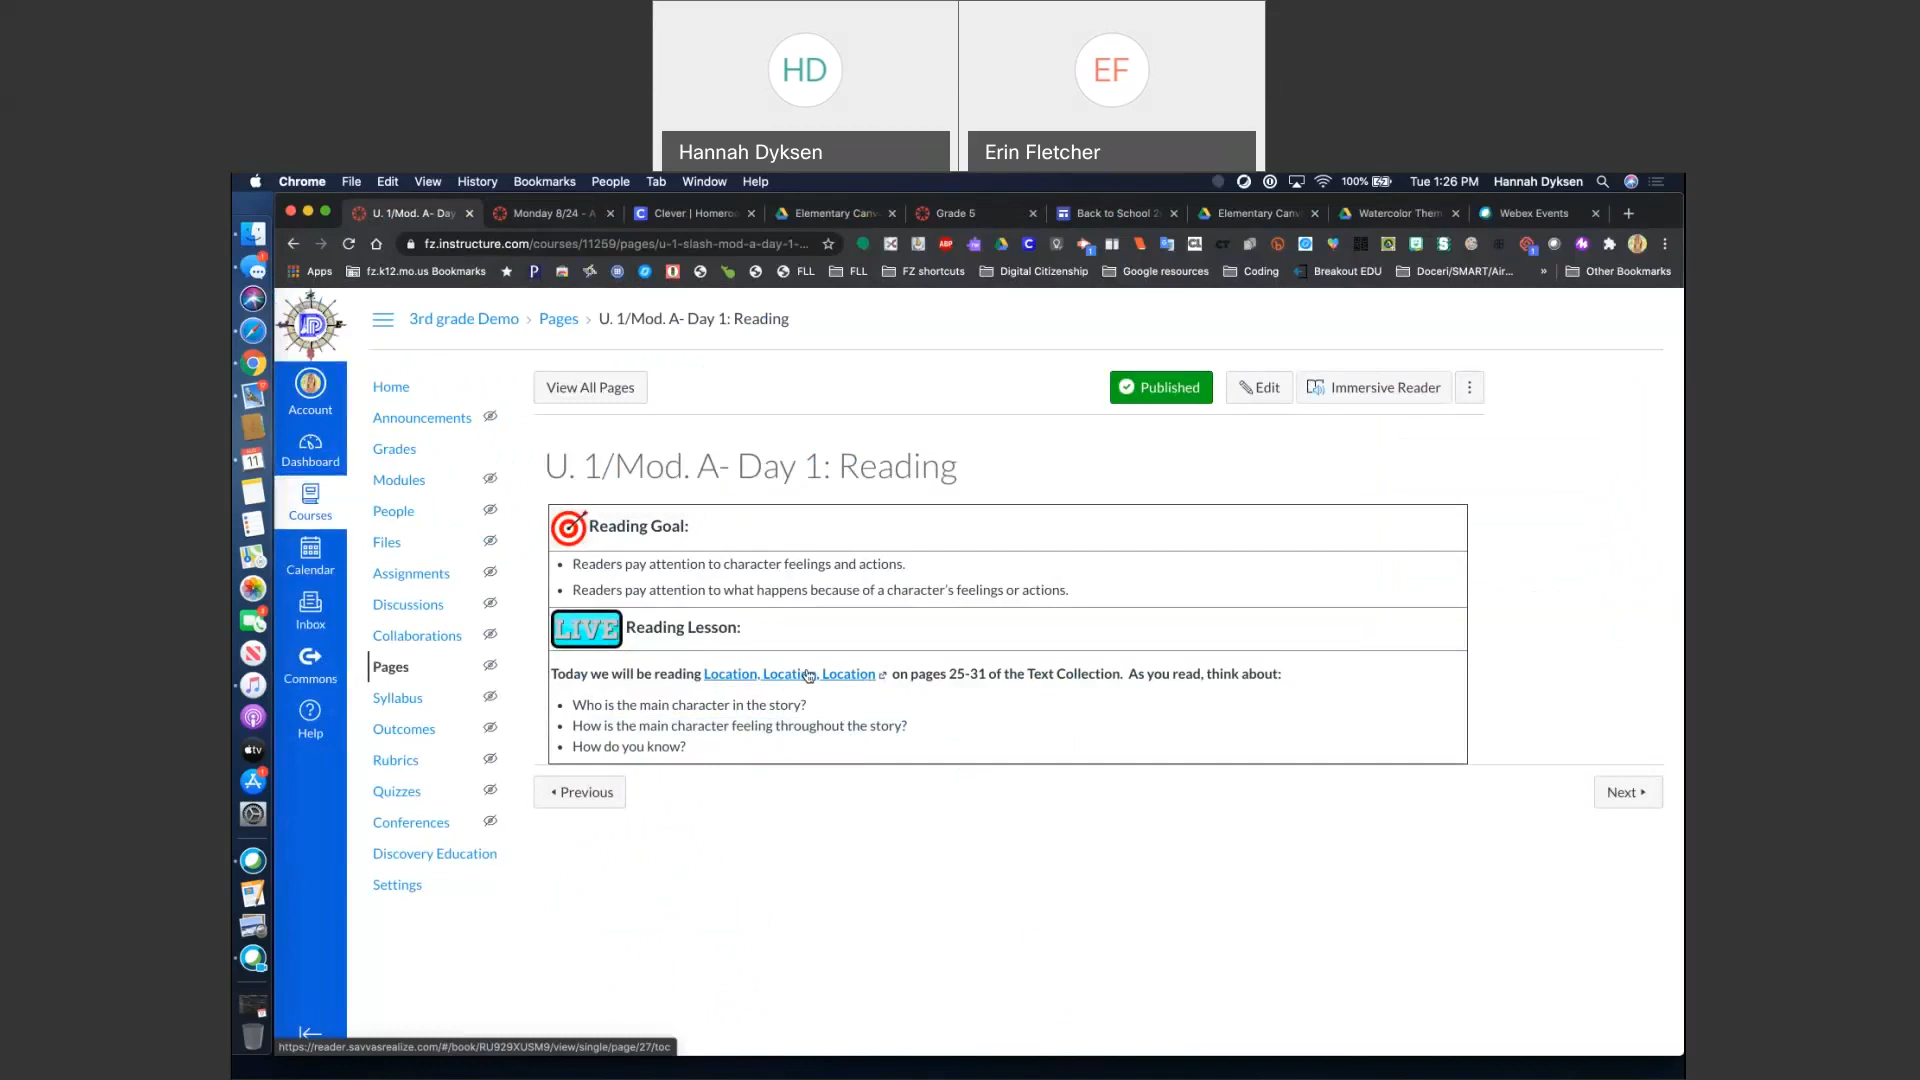 HD
EF
Hannah Dyksen
Erin Fletcher
Chrome File Edit View History Bookmarks People Tab Window Help
100% Tue 1:26 PM Hannah Dyksen
U. 1/Mod. A- Day
Monday 8/24 - A
Clever | Homeroo
Elementary Canv
Grade 5
Back to School 2
Elementary Canv
Watercolor Them
Webex Events
fz.instructure.com/courses/11259/pages/u-1-slash-mod-a-day-1-...
Apps fz.k12.mo.us Bookmarks FLL FLL FZ shortcuts Digital Citizenship Google resources Coding Breakout EDU Doceri/SMART/Air... » Other Bookmarks
3rd grade Demo › Pages › U. 1/Mod. A- Day 1: Reading
Account
Dashboard
Courses
Calendar
Inbox
Commons
Help
Home
Announcements
Grades
Modules
People
Files
Assignments
Discussions
Collaborations
Pages
Syllabus
Outcomes
Rubrics
Quizzes
Conferences
Discovery Education
Settings
View All Pages
Published
Edit
Immersive Reader
U. 1/Mod. A- Day 1: Reading
Reading Goal:
• Readers pay attention to character feelings and actions.
• Readers pay attention to what happens because of a character’s feelings or actions.
LIVE Reading Lesson:
Today we will be reading Location, Location, Location on pages 25-31 of the Text Collection. As you read, think about:
• Who is the main character in the story?
• How is the main character feeling throughout the story?
• How do you know?
Previous
Next
https://reader.savvasrealize.com/#/book/RU929XUSM9/view/single/page/27/toc